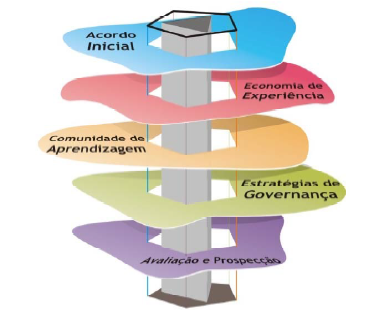 Acordo
Inicial
Economia de
Experiência
Comunidade de
Aprendizagem
Estratégias de
Governança
Avaliação e Prospecção